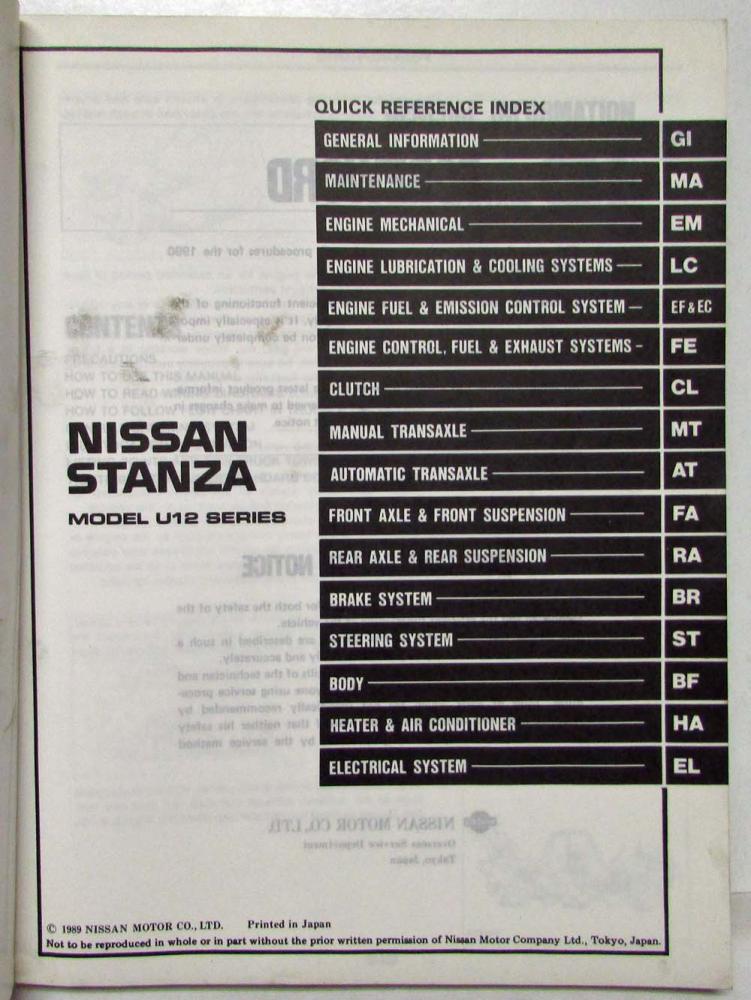 QUICK REFERENCE INDEX
GENERAL INFORMATION GI
MAINTENANCE MA
ENGINE MECHANICAL EM
ENGINE LUBRICATION & COOLING SYSTEMS LC
ENGINE FUEL & EMISSION CONTROL SYSTEM EF & EC
ENGINE CONTROL, FUEL & EXHAUST SYSTEMS FE
CLUTCH CL
MANUAL TRANSAXLE MT
AUTOMATIC TRANSAXLE AT
FRONT AXLE & FRONT SUSPENSION FA
REAR AXLE & REAR SUSPENSION RA
BRAKE SYSTEM BR
STEERING SYSTEM ST
BODY BF
HEATER & AIR CONDITIONER HA
ELECTRICAL SYSTEM EL
NISSAN
STANZA
MODEL U12 SERIES
© 1989 NISSAN MOTOR CO., LTD. Printed in Japan
Not to be reproduced in whole or in part without the prior written permission of Nissan Motor Company Ltd., Tokyo, Japan.